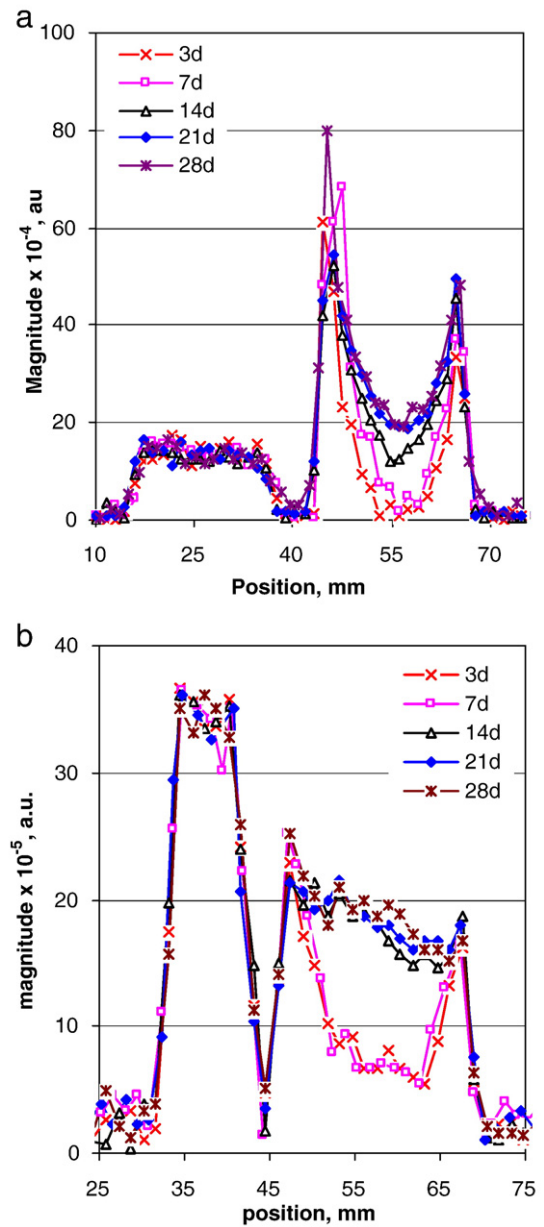 a
100
80
60
40
20
0
Magnitude x 10⁻⁴, au
3d
7d
14d
21d
28d
10 25 40 55 70
Position, mm
b
40
30
20
10
0
magnitude x 10⁻⁵, a.u.
3d
7d
14d
21d
28d
25 35 45 55 65 75
position, mm